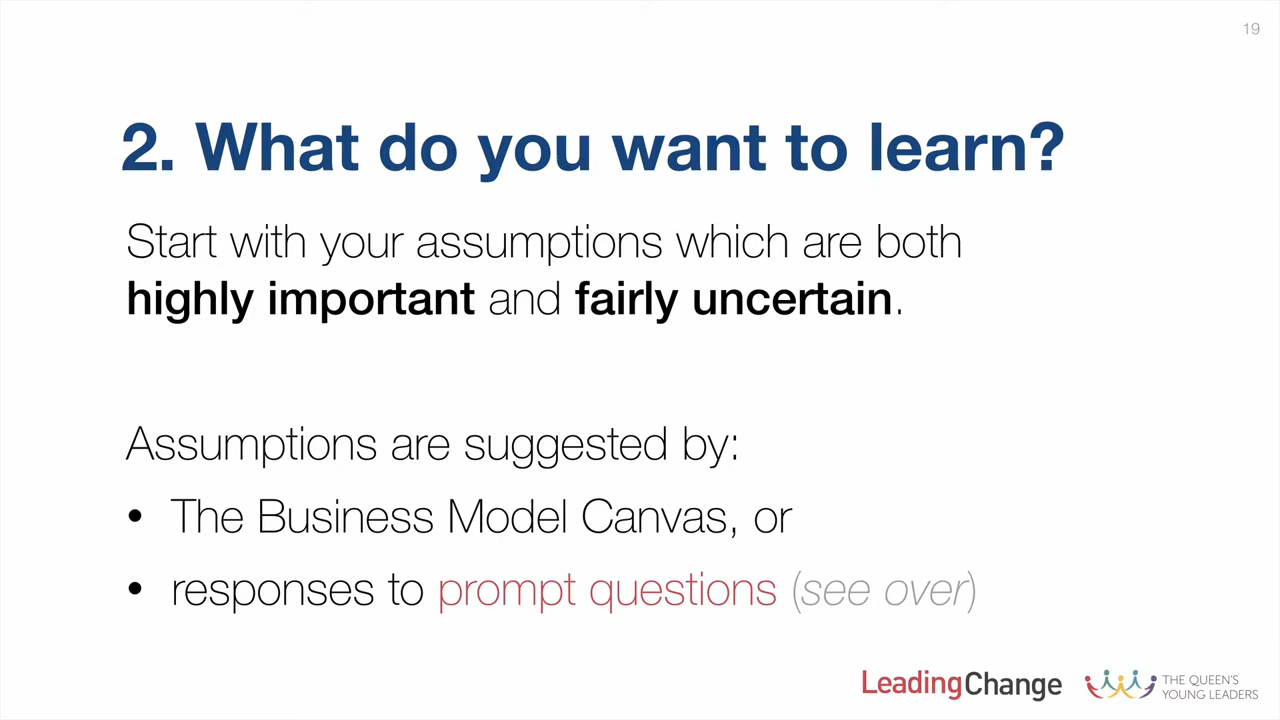 19
2. What do you want to learn?
Start with your assumptions which are both
highly important and fairly uncertain.
Assumptions are suggested by:
• The Business Model Canvas, or
• responses to prompt questions (see over)
LeadingChange
THE QUEEN'S
YOUNG LEADERS